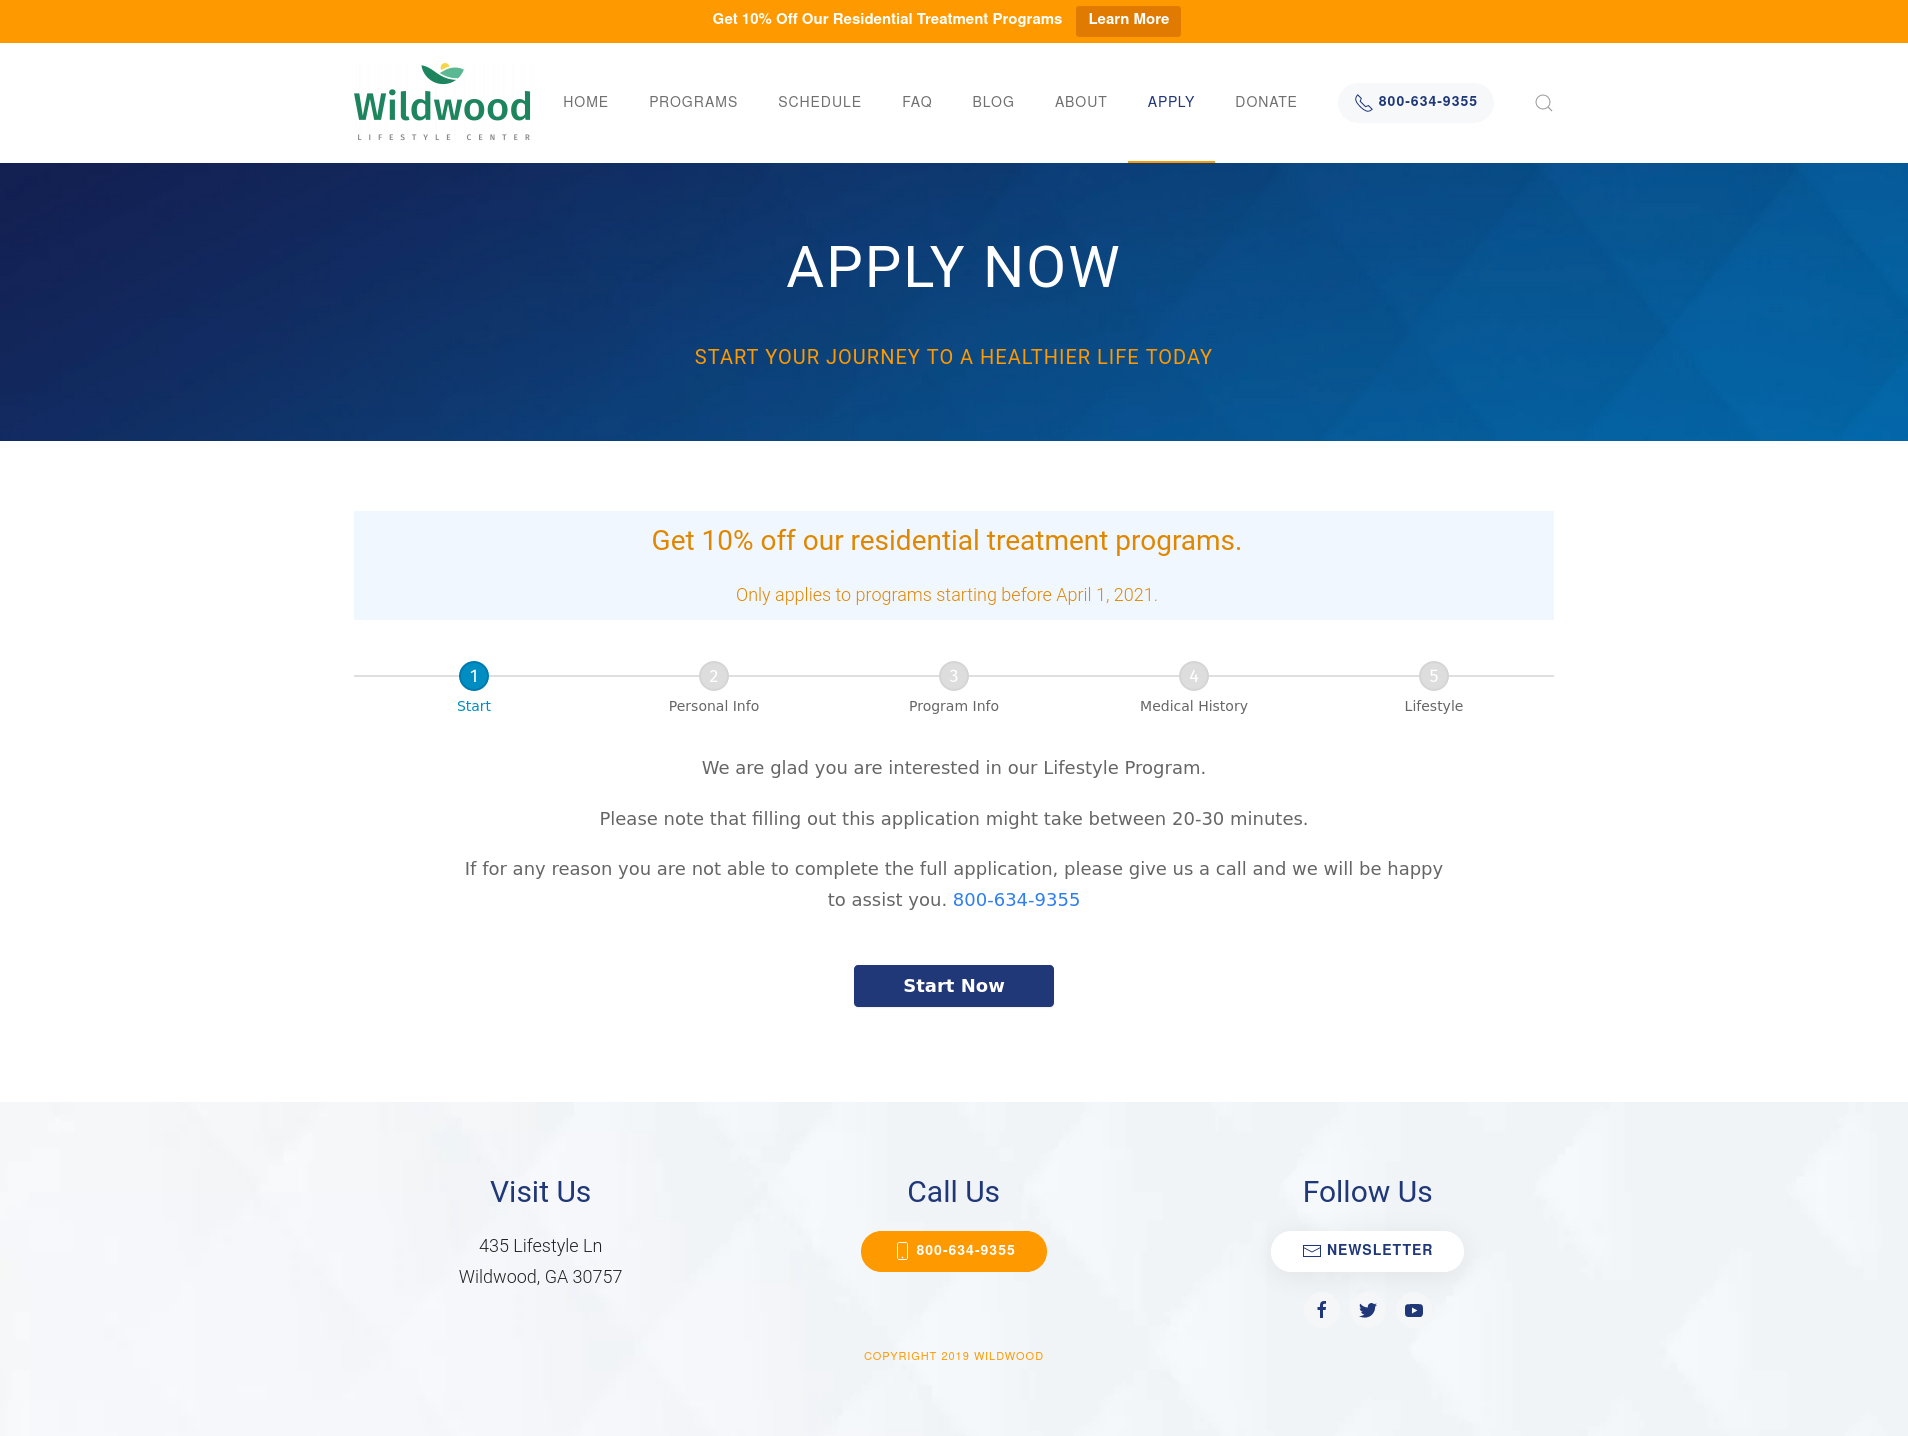 Get 10% Off Our Residential Treatment Programs Learn More
Wildwood
LIFESTYLE CENTER
HOME PROGRAMS SCHEDULE FAQ BLOG ABOUT APPLY DONATE 800-634-9355
APPLY NOW
START YOUR JOURNEY TO A HEALTHIER LIFE TODAY
Get 10% off our residential treatment programs.
Only applies to programs starting before April 1, 2021.
1 2 3 4 5
Start Personal Info Program Info Medical History Lifestyle
We are glad you are interested in our Lifestyle Program.
Please note that filling out this application might take between 20-30 minutes.
If for any reason you are not able to complete the full application, please give us a call and we will be happy
to assist you. 800-634-9355
Start Now
Visit Us
435 Lifestyle Ln
Wildwood, GA 30757
Call Us
800-634-9355
Follow Us
NEWSLETTER
COPYRIGHT 2019 WILDWOOD